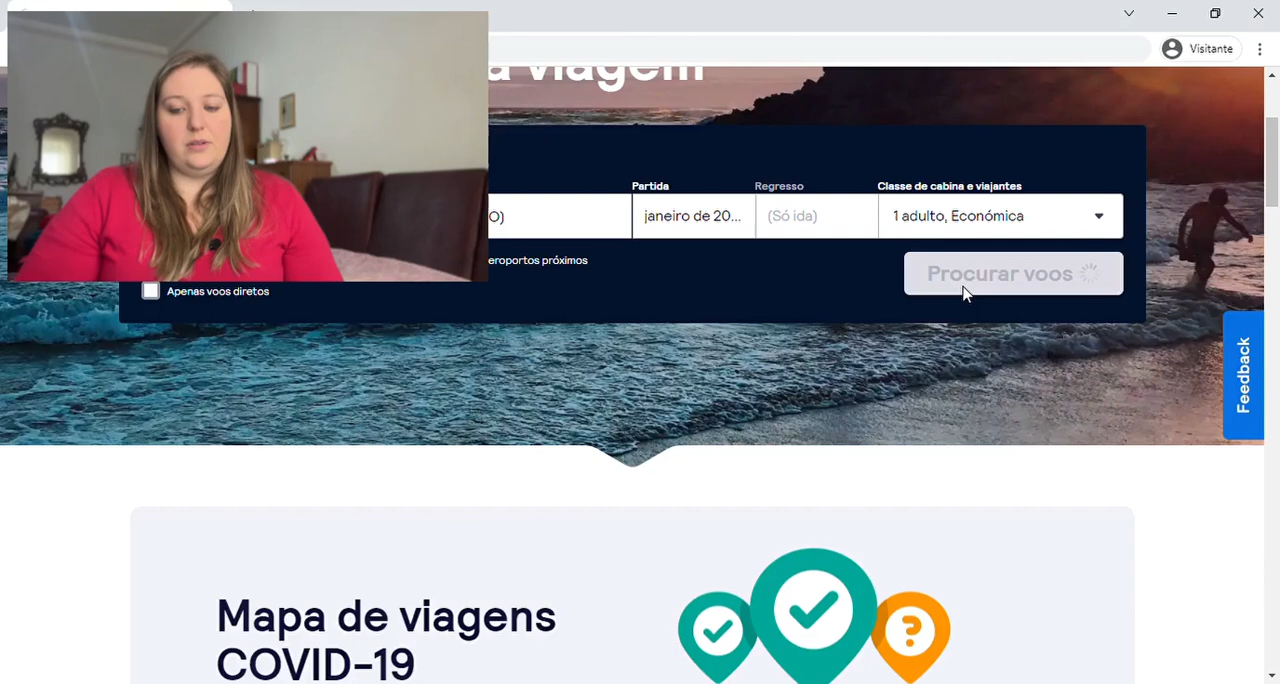 Visitante
a viagem
Partida
Regresso
Classe de cabina e viajantes
O)
janeiro de 20...
(Só ida)
1 adulto, Económica
eroportos próximos
Procurar voos
Apenas voos diretos
Feedback
Mapa de viagens
COVID-19